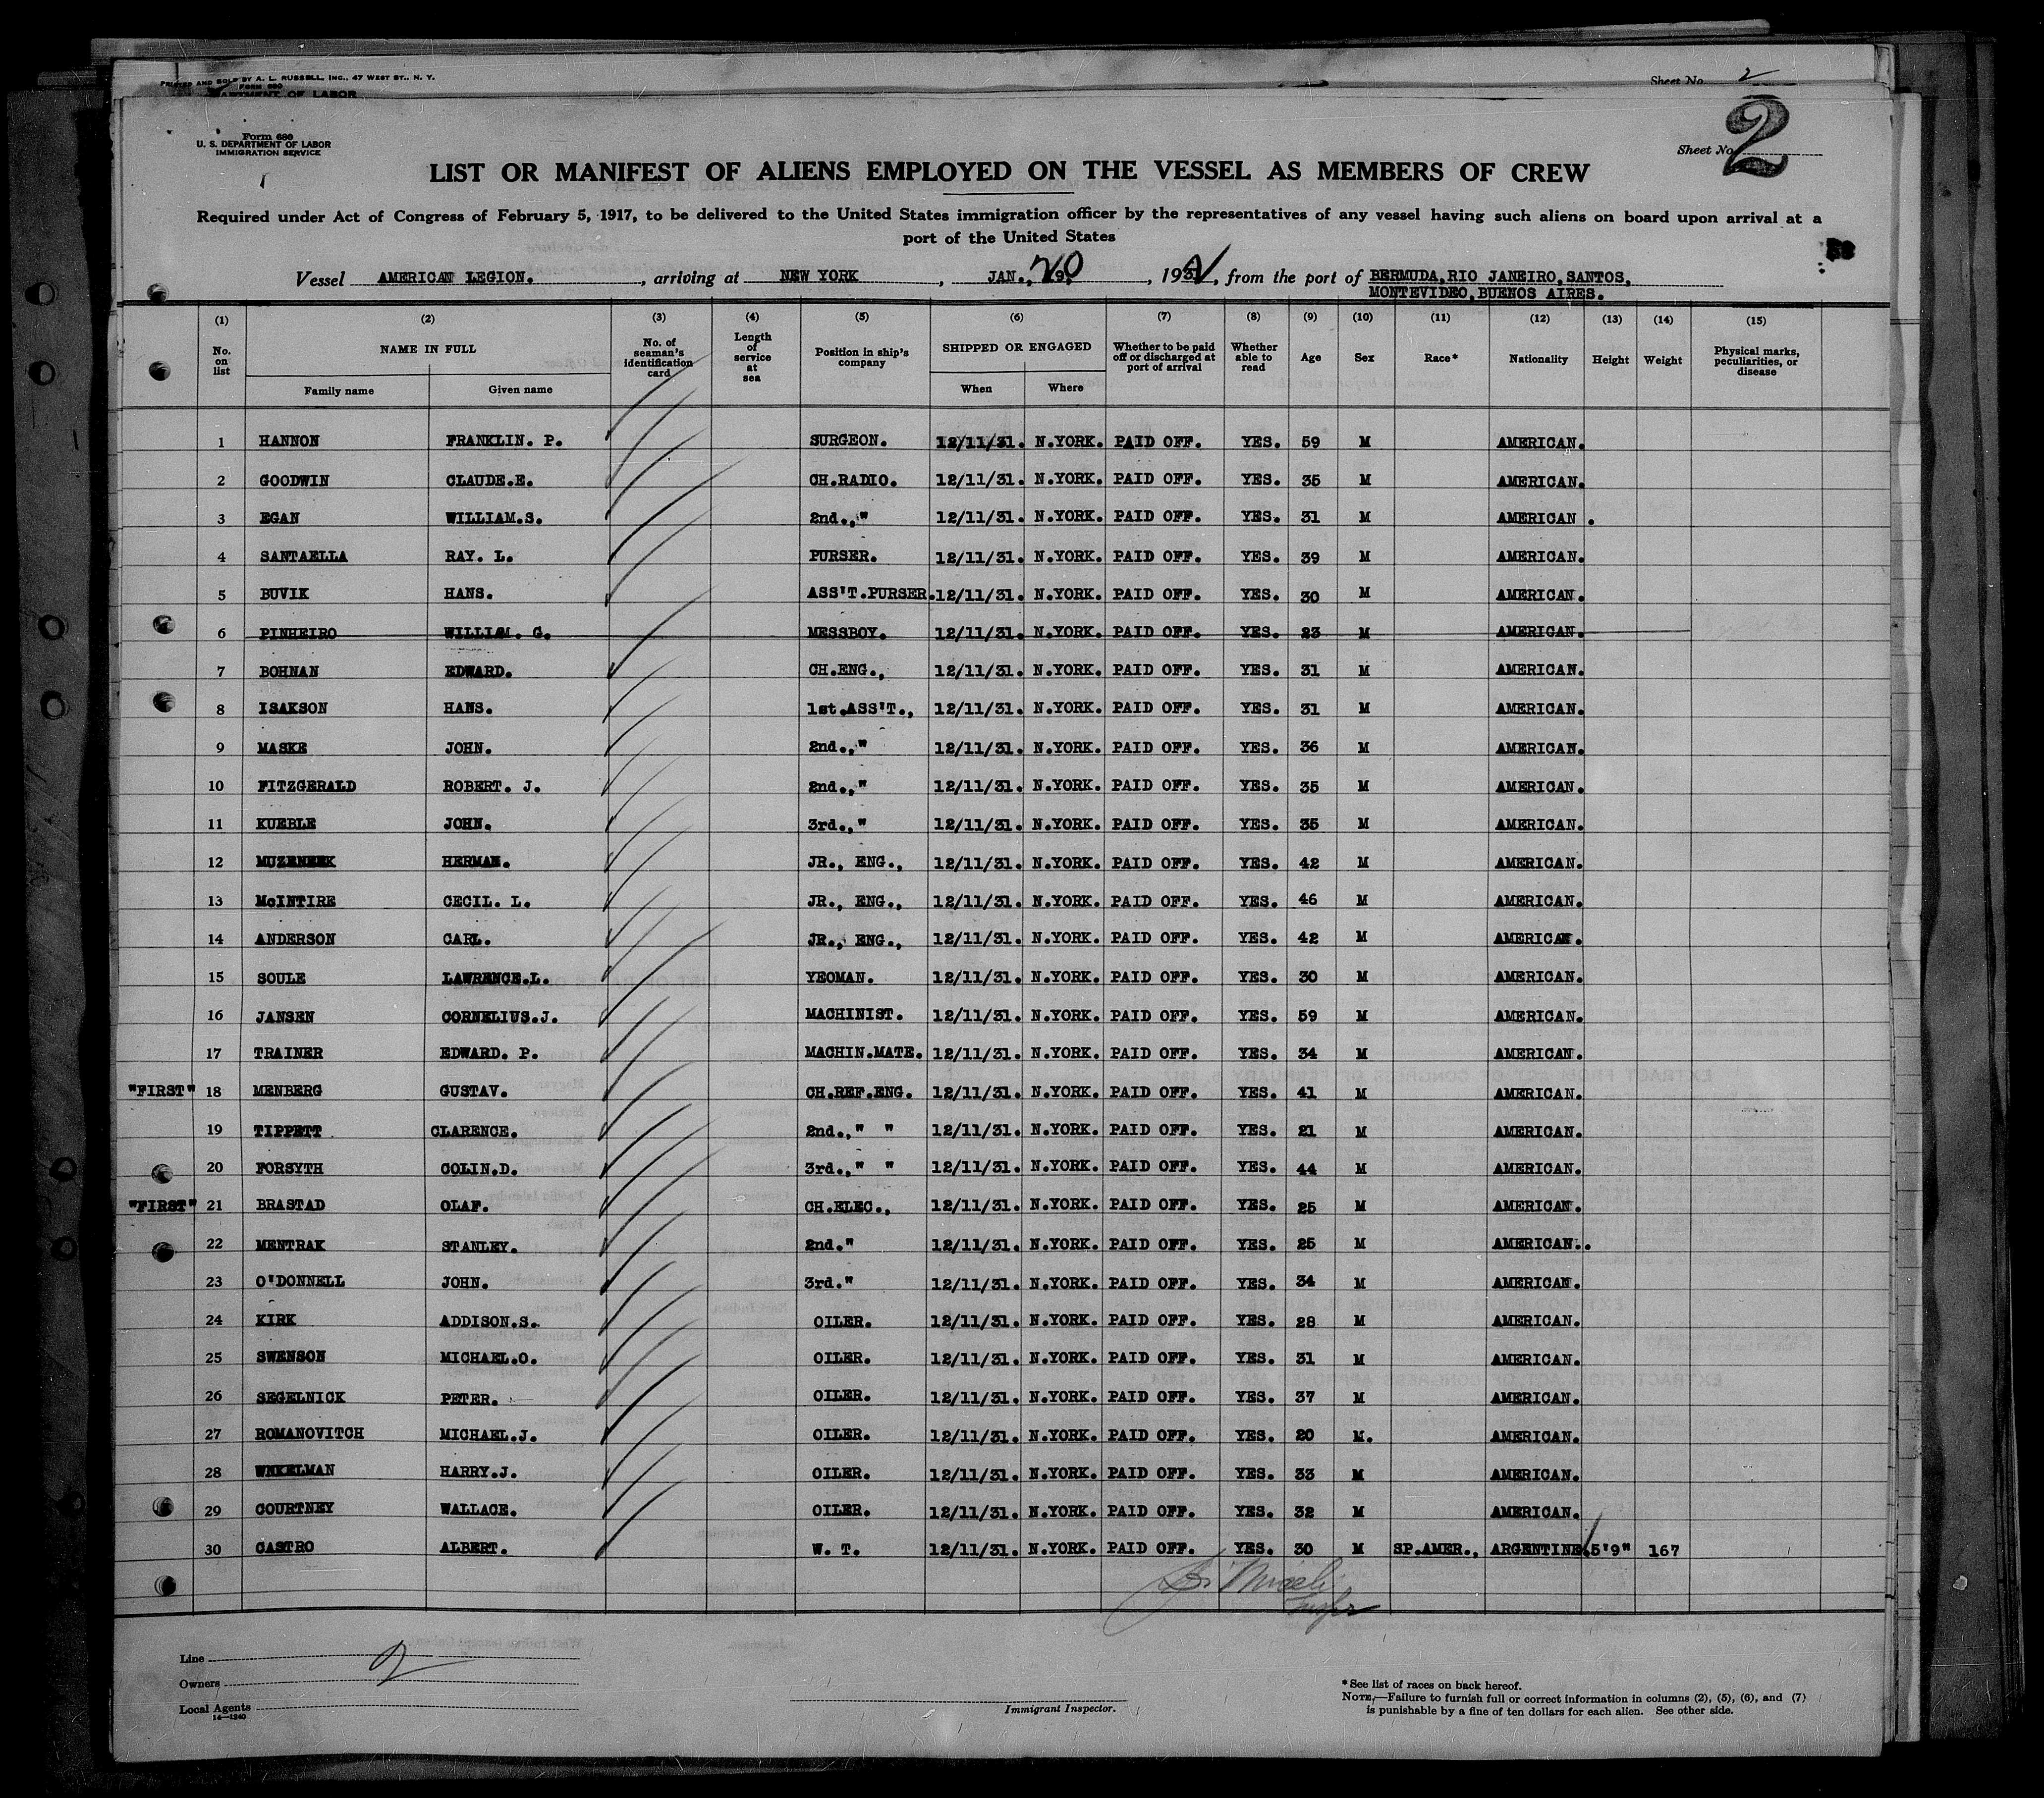 PRINTED AND SOLD BY A. L. RUSSELL, INC., 47 WEST ST., N. Y.
FORM 680
DEPARTMENT OF LABOR
Sheet No. 2
Form 680
U. S. DEPARTMENT OF LABOR
IMMIGRATION SERVICE
Sheet No. 2
LIST OR MANIFEST OF ALIENS EMPLOYED ON THE VESSEL AS MEMBERS OF CREW
Required under Act of Congress of February 5, 1917, to be delivered to the United States immigration officer by the representatives of any vessel having such aliens on board upon arrival at a
port of the United States
Vessel AMERICAN LEGION. , arriving at NEW YORK , JAN., 20 , 1932, from the port of BERMUDA, RIO JANEIRO, SANTOS,
MONTEVIDEO, BUENOS AIRES.
(1) (2) (3) (4) (5) (6) (7) (8) (9) (10) (11) (12) (13) (14) (15)
No. on list NAME IN FULL Family name Given name No. of seaman's identification card Length of service at sea Position in ship's company SHIPPED OR ENGAGED When Where Whether to be paid off or discharged at port of arrival Whether able to read Age Sex Race* Nationality Height Weight Physical marks, peculiarities, or disease
1 HANNON FRANKLIN. P. SURGEON. 12/11/31. N.YORK. PAID OFF. YES. 59 M AMERICAN.
2 GOODWIN CLAUDE.E. CH.RADIO. 12/11/31. N.YORK. PAID OFF. YES. 35 M AMERICAN.
3 EGAN WILLIAM.S. 2nd.," 12/11/31. N.YORK. PAID OFF. YES. 31 M AMERICAN .
4 SANTAELLA RAY. L. PURSER. 12/11/31. N.YORK. PAID OFF. YES. 39 M AMERICAN.
5 BUVIK HANS. ASS'T.PURSER. 12/11/31. N.YORK. PAID OFF. YES. 30 M AMERICAN.
6 PINHEIRO WILLIAM. G. MESSBOY. 12/11/31. N.YORK. PAID OFF. YES. 23 M AMERICAN.
7 BOHNAN EDWARD. CH.ENG., 12/11/31. N.YORK. PAID OFF. YES. 31 M AMERICAN.
8 ISAKSON HANS. 1st.ASS'T., 12/11/31. N.YORK. PAID OFF. YES. 31 M AMERICAN.
9 MASKE JOHN. 2nd.," 12/11/31. N.YORK. PAID OFF. YES. 36 M AMERICAN.
10 FITZGERALD ROBERT. J. 2nd.," 12/11/31. N.YORK. PAID OFF. YES. 35 M AMERICAN.
11 KUEBLE JOHN. 3rd.," 12/11/31. N.YORK. PAID OFF. YES. 35 M AMERICAN.
12 HERMAN. JR., ENG., 12/11/31. N.YORK. PAID OFF. YES. 42 M AMERICAN.
13 McINTIRE CECIL. L. JR., ENG., 12/11/31. N.YORK. PAID OFF. YES. 46 M AMERICAN.
14 ANDERSON CARL. JR., ENG., 12/11/31. N.YORK. PAID OFF. YES. 42 M AMERICAN.
15 SOULE LAWRENCE.L. YEOMAN. 12/11/31. N.YORK. PAID OFF. YES. 30 M AMERICAN.
16 JANSEN CORNELIUS.J. MACHINIST. 12/11/31. N.YORK. PAID OFF. YES. 59 M AMERICAN.
17 TRAINER EDWARD. P. MACHIN.MATE. 12/11/31. N.YORK. PAID OFF. YES. 34 M AMERICAN.
"FIRST" 18 MENBERG GUSTAV. CH.REF.ENG. 12/11/31. N.YORK. PAID OFF. YES. 41 M AMERICAN.
19 TIPPETT CLARENCE. 2nd.," " 12/11/31. N.YORK. PAID OFF. YES. 21 M AMERICAN.
20 FORSYTH COLIN.D. 3rd.," " 12/11/31. N.YORK. PAID OFF. YES. 44 M AMERICAN.
"FIRST" 21 BRASTAD OLAF. CH.ELEC., 12/11/31. N.YORK. PAID OFF. YES. 25 M AMERICAN.
22 MENTRAK STANLEY. 2nd." 12/11/31. N.YORK. PAID OFF. YES. 25 M AMERICAN..
23 O'DONNELL JOHN. 3rd." 12/11/31. N.YORK. PAID OFF. YES. 34 M AMERICAN.
24 KIRK ADDISON.S. OILER. 12/11/31. N.YORK. PAID OFF. YES. 28 M AMERICAN.
25 SWENSON MICHAEL.O. OILER. 12/11/31. N.YORK. PAID OFF. YES. 31 M AMERICAN.
26 SEGELNICK PETER. OILER. 12/11/31. N.YORK. PAID OFF. YES. 37 M AMERICAN.
27 ROMANOVITCH MICHAEL.J. OILER. 12/11/31. N.YORK. PAID OFF. YES. 20 M. AMERICAN.
28 HARRY.J. OILER. 12/11/31. N.YORK. PAID OFF. YES. 33 M AMERICAN.
29 COURTNEY WALLACE. OILER. 12/11/31. N.YORK. PAID OFF. YES. 32 M AMERICAN.
30 CASTRO ALBERT. W. T. 12/11/31. N.YORK. PAID OFF. YES. 30 M SP.AMER., ARGENTINE. 5'9" 167
Line
Owners
Local Agents
14—1240
2
Immigrant Inspector.
*See list of races on back hereof.
NOTE.—Failure to furnish full or correct information in columns (2), (5), (6), and (7)
is punishable by a fine of ten dollars for each alien. See other side.